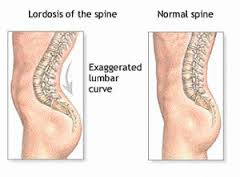 Lordosis of the spine
Normal spine
Exaggerated
lumbar
curve